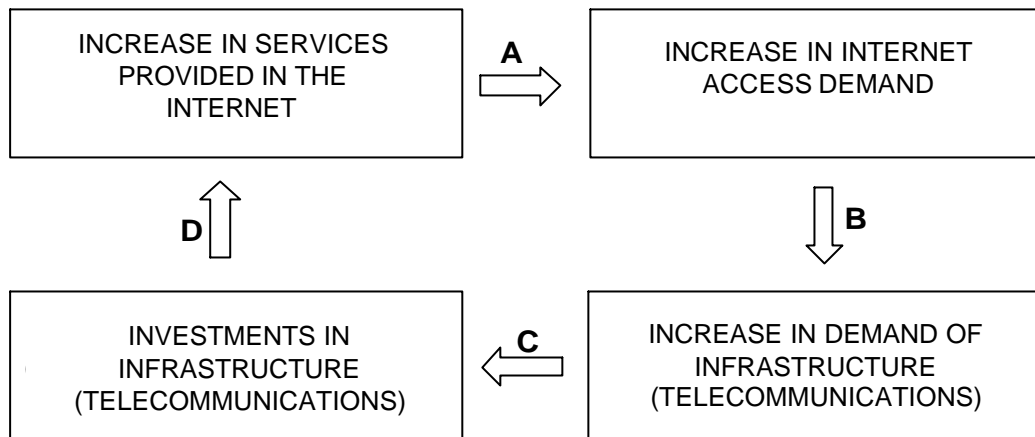 INCREASE IN SERVICES
PROVIDED IN THE
INTERNET
A
INCREASE IN INTERNET
ACCESS DEMAND
D
B
INVESTMENTS IN
INFRASTRUCTURE
(TELECOMMUNICATIONS)
C
INCREASE IN DEMAND OF
INFRASTRUCTURE
(TELECOMMUNICATIONS)